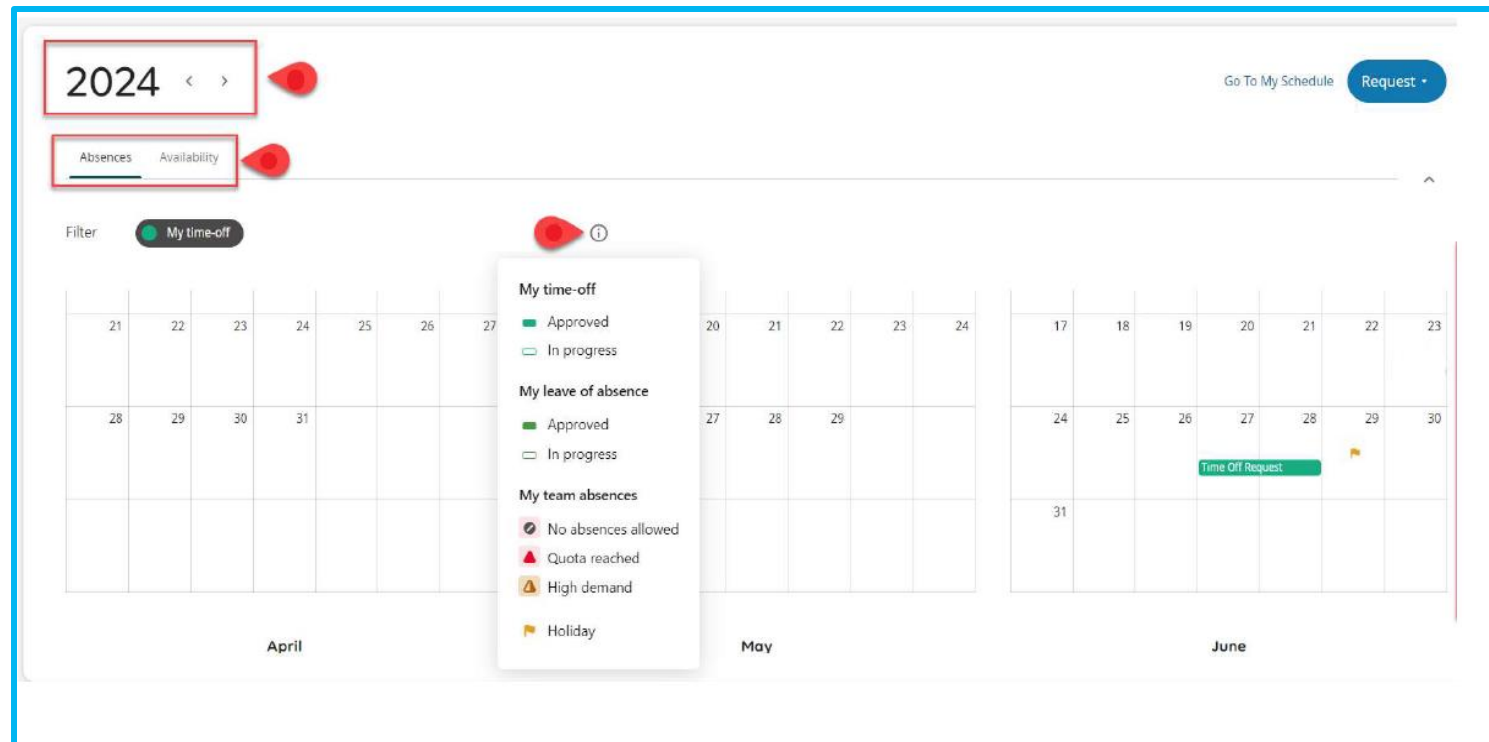 2024 < >
Go To My Schedule Request
Absences Availability
Filter My time-off
My time-off
Approved
In progress
My leave of absence
Approved
In progress
My team absences
No absences allowed
Quota reached
High demand
Holiday
21 22 23 24 25 26 27
28 29 30 31
20 21 22 23 24
27 28 29
17 18 19 20 21 22 23
24 25 26 27 28 29 30
Time Off Request
31
April May June